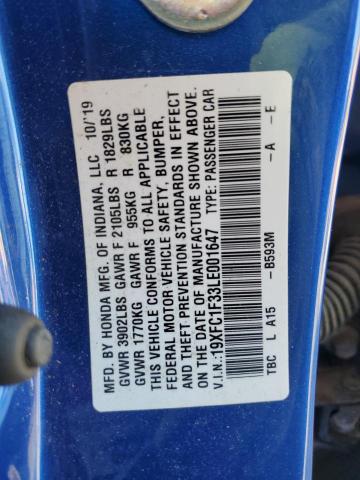 MFD. BY HONDA MFG. OF INDIANA, LLC 10/'19
GVWR 3902LBS GAWR F 2105LBS R 1829LBS
GVWR 1770KG GAWR F 955KG R 830KG
THIS VEHICLE CONFORMS TO ALL APPLICABLE
FEDERAL MOTOR VEHICLE SAFETY, BUMPER,
AND THEFT PREVENTION STANDARDS IN EFFECT
ON THE DATE OF MANUFACTURE SHOWN ABOVE.
V.I.N.:19XFC1F33LE001647 TYPE: PASSENGER CAR
TBC L A15 -B593M -A -E